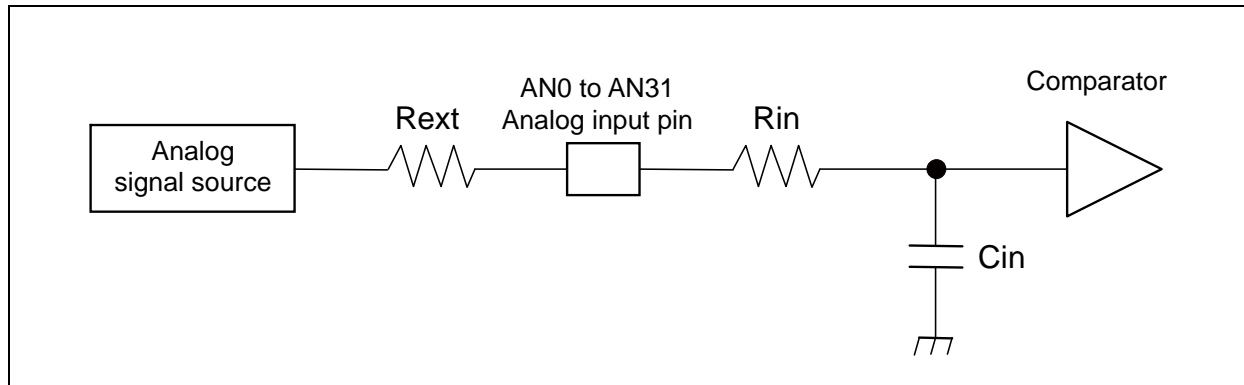 AN0 to AN31
Analog input pin
Comparator
Rext
Rin
Analog
signal source
Cin